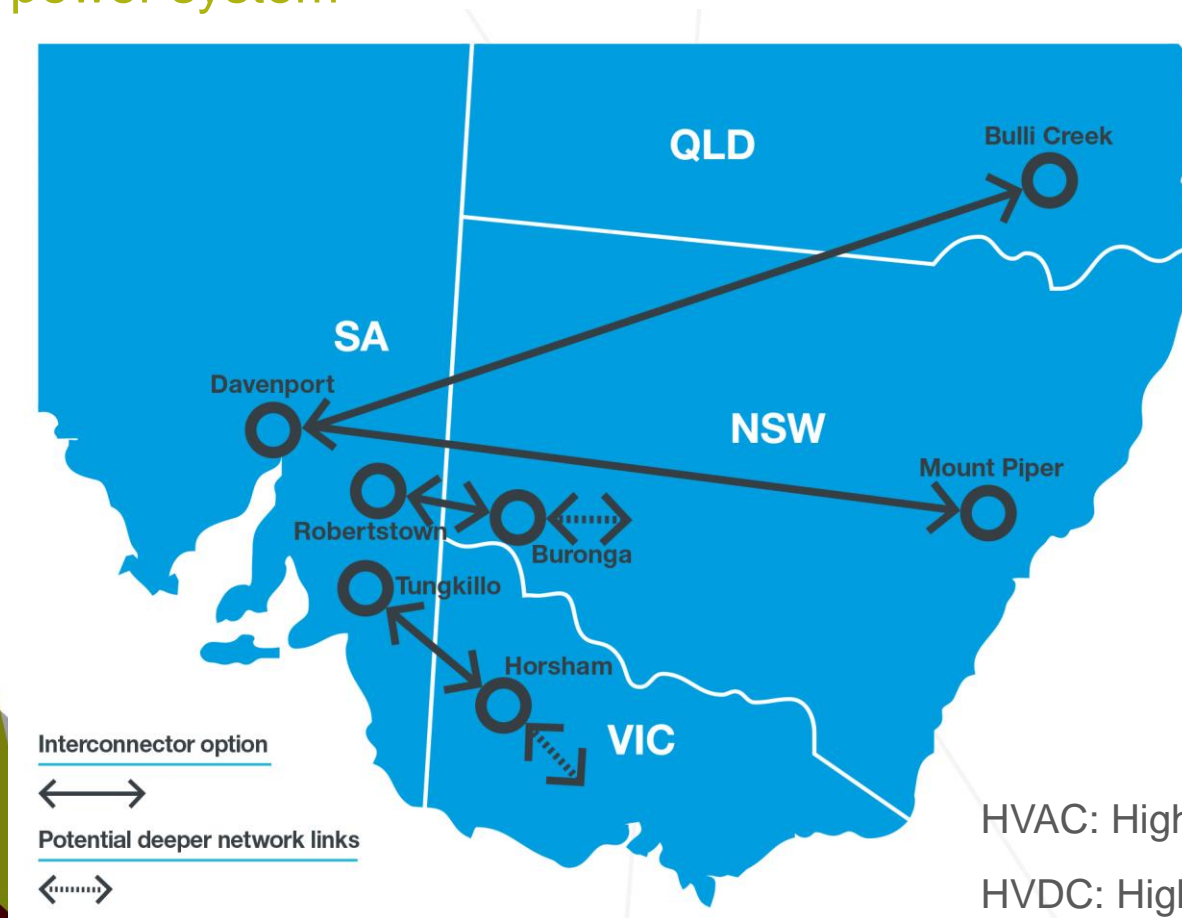 power system
QLD
Bulli Creek
SA
Davenport
NSW
Mount Piper
Robertstown
Buronga
Tungkillo
Horsham
VIC
Interconnector option
Potential deeper network links
HVAC: High
HVDC: High